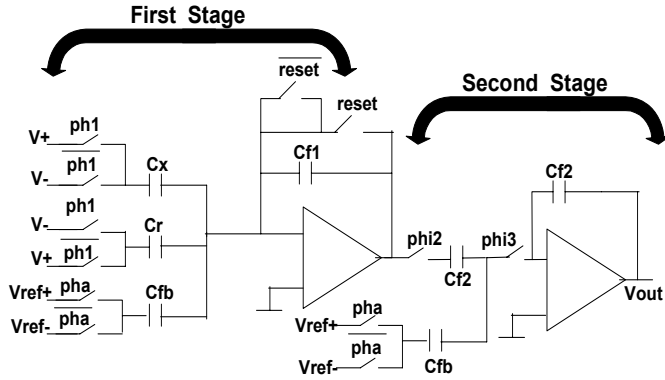 First Stage
reset
reset
Second Stage
V+ ph1
V- ph1
Cx
Cf1
Cf2
V- ph1
V+ ph1
Cr
phi2
Cf2
phi3
Vout
Vref+ pha
Vref- pha
Cfb
Vref+ pha
Vref- pha
Cfb